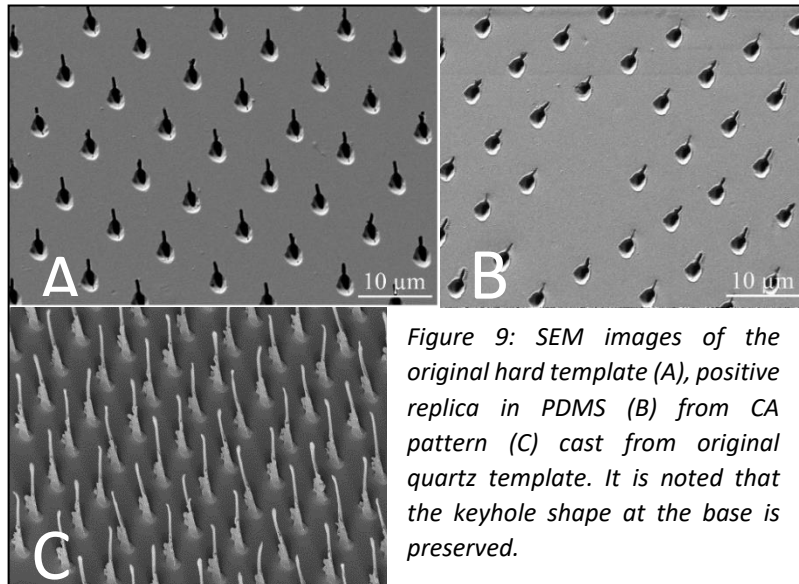 A
10 µm
B
10 µm
C
Figure 9: SEM images of the
original hard template (A), positive
replica in PDMS (B) from CA
pattern (C) cast from original
quartz template. It is noted that
the keyhole shape at the base is
preserved.